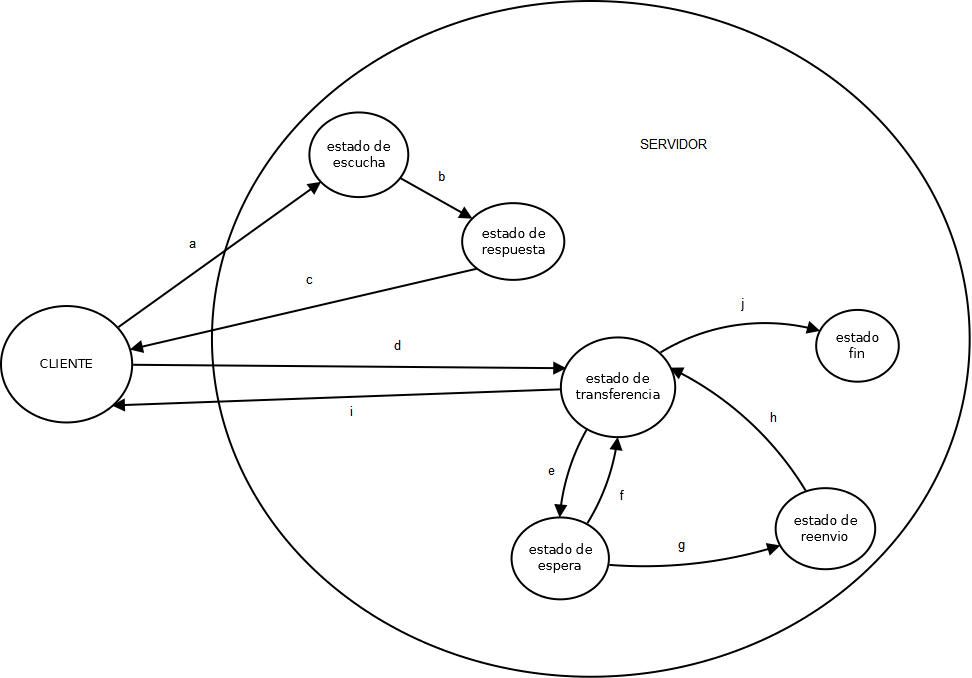 SERVIDOR
estado de
escucha
b
estado de
respuesta
a
c
j
estado
fin
CLIENTE
d
estado de
transferencia
i
h
e
f
estado de
espera
g
estado de
reenvio